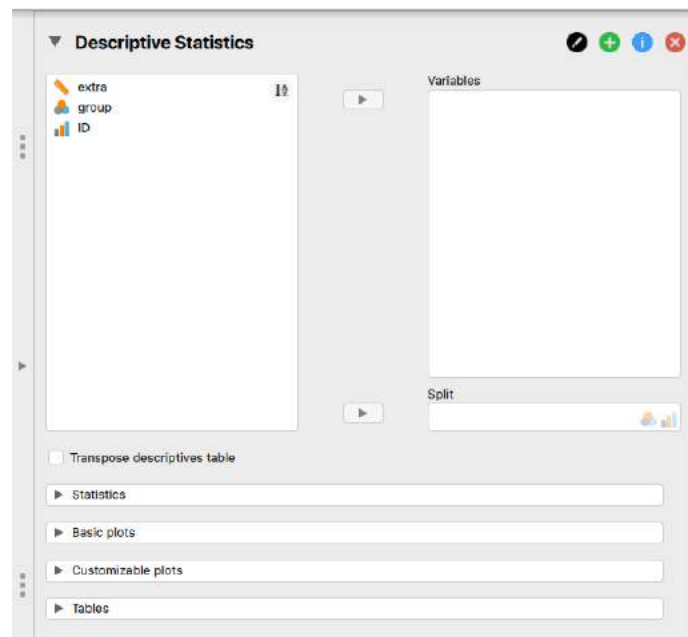 Descriptive Statistics
extra
group
ID
Variables
Split
Transpose descriptives table
Statistics
Basic plots
Customizable plots
Tables